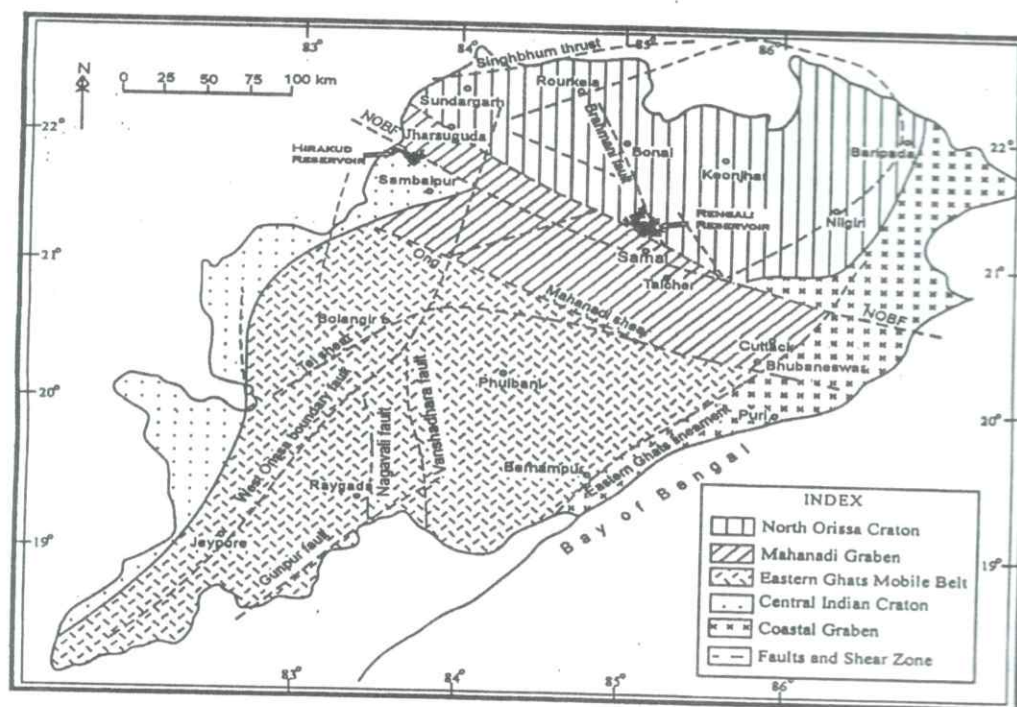 83°
84°
85°
86°
N
0 25 50 75 100 km
Singhbhum thrust
Rourkela
Sundargarh
22°
NOBF
Jharsuguda
Brahmani fault
Bonai
22°
HIRAKUD
RESERVOIR
Baripada
Keonjhar
Sambalpur
RENGALI
RESERVOIR
Nilgiri
21°
Ong
Samal
Talcher
21°
Mahanadi shear
NOBF
Bolangir
Tel shear
Cuttack
Bhubaneswar
20°
Phulbani
West Orissa boundary fault
Nagavali fault
Vanshadhara fault
Puri
20°
Eastern Ghats lineament
Berhampur
Raygada
Bay of Bengal
19°
Jeypore
Gunpur fault
19°
INDEX
North Orissa Craton
Mahanadi Graben
Eastern Ghats Mobile Belt
Central Indian Craton
Coastal Graben
Faults and Shear Zone
83°
84°
85°
86°